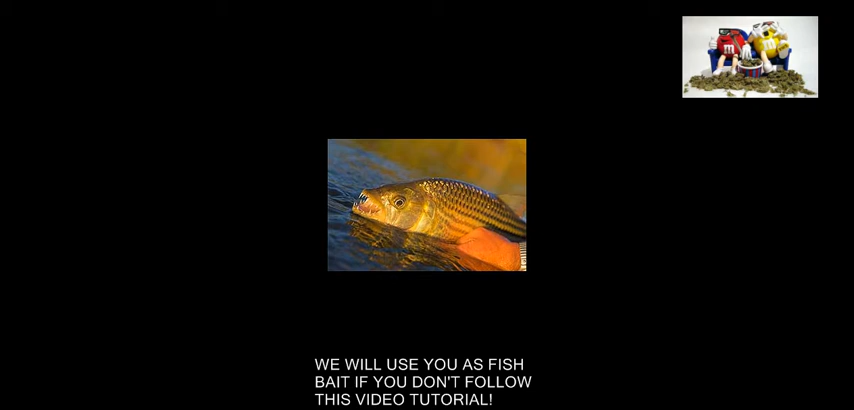 m
m
WE WILL USE YOU AS FISH
BAIT IF YOU DON'T FOLLOW
THIS VIDEO TUTORIAL!